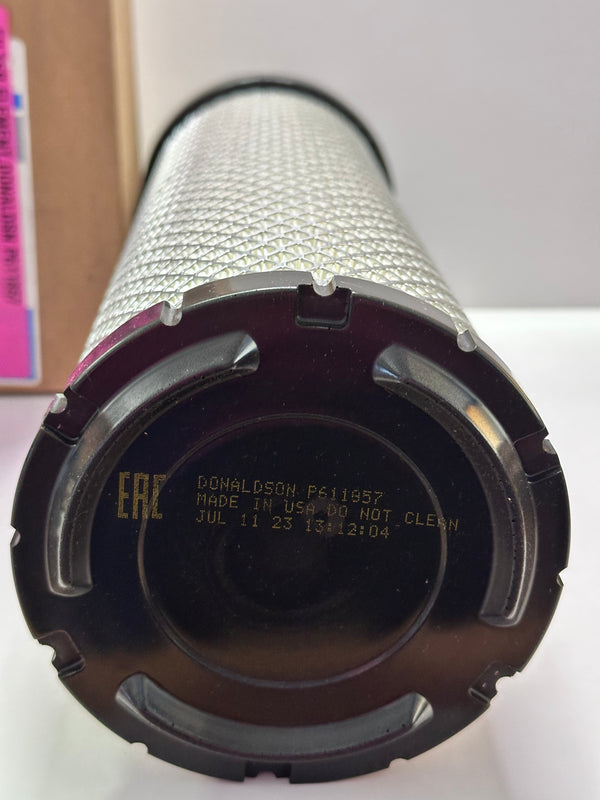 EAC
DONALDSON P611857
MADE IN USA DO NOT CLEAN
JUL 11 23 13:12:04